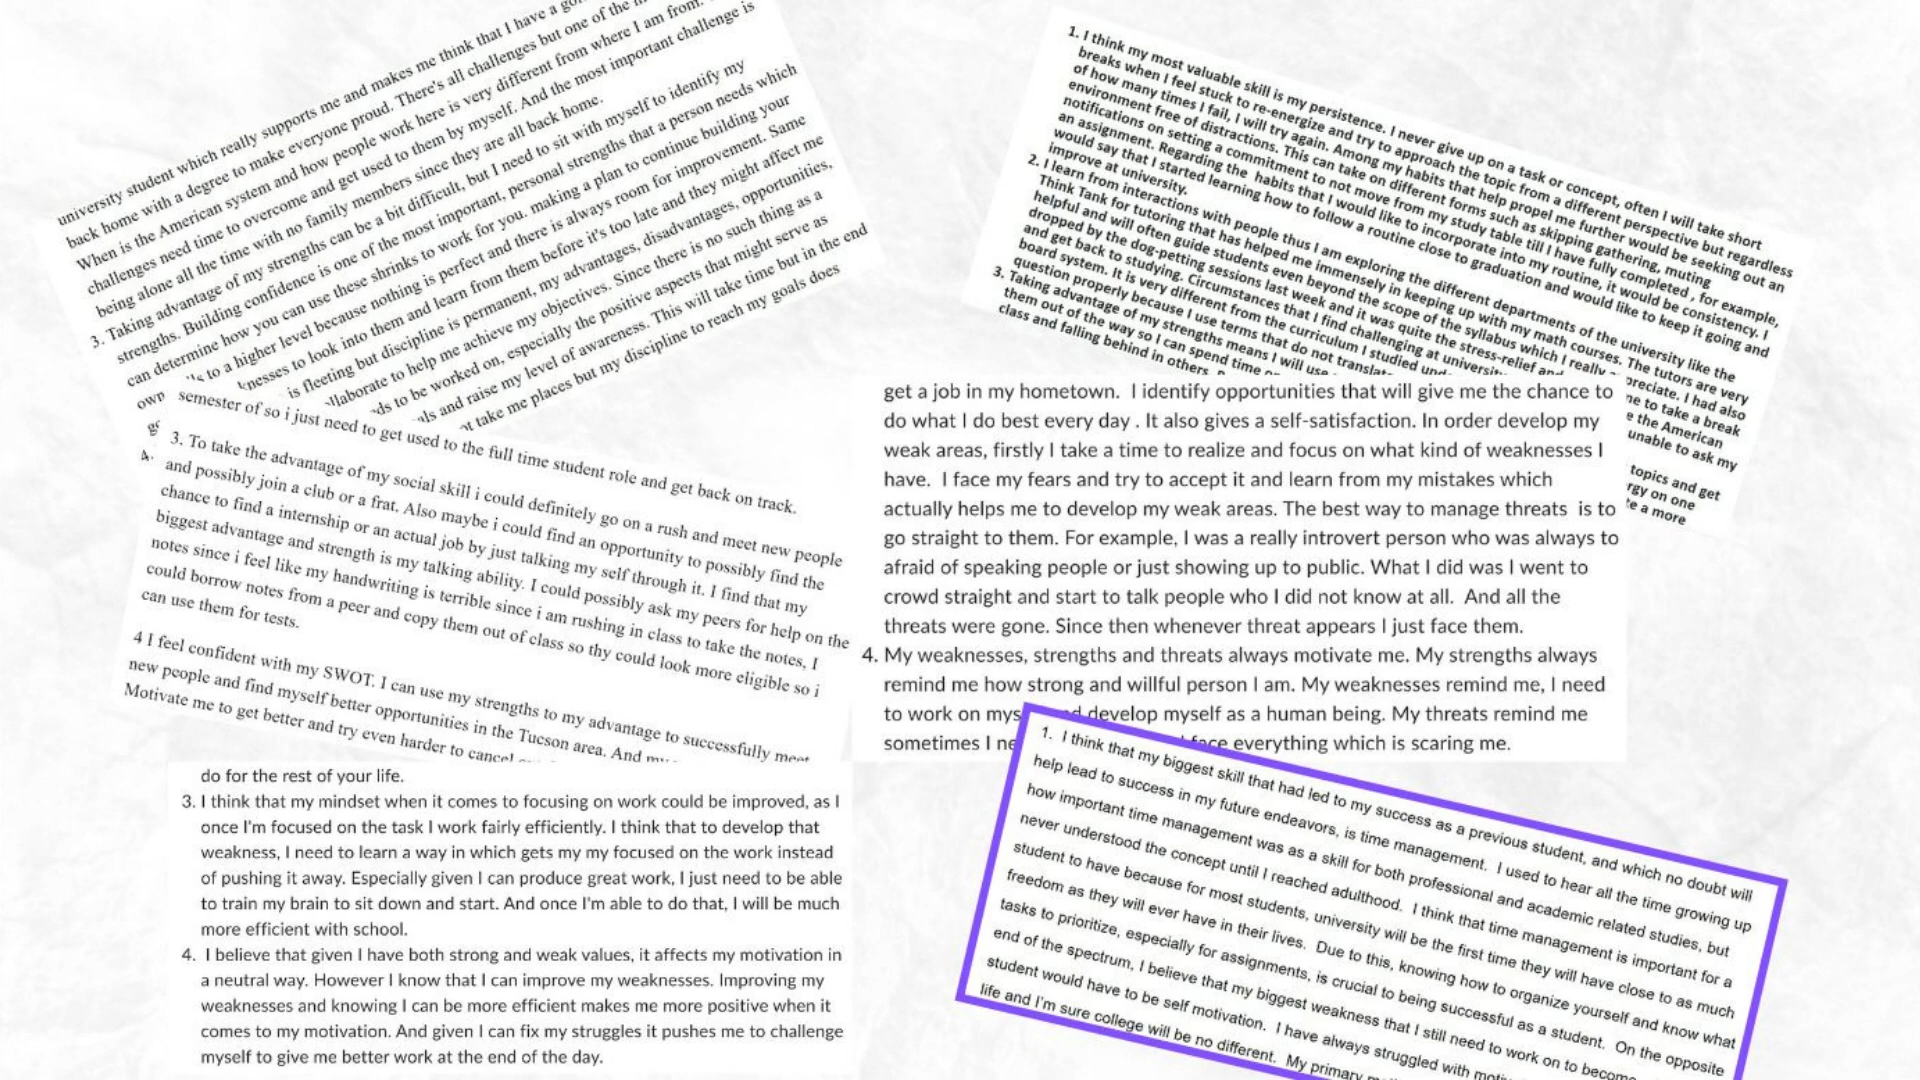 university student which really supports me and makes me think that I have a
back home with a degree to make everyone proud. There's all challenges but one of the
When is the American system and how people work here is very different from where I am from.
challenges need time to overcome and get used to them by myself. And the most important challenge is
being alone all the time with no family members since they are all back home.
3. Taking advantage of my strengths can be a bit difficult, but I need to sit with myself to identify my
strengths. Building confidence is one of the most important, personal strengths that a person needs which
can determine how you can use these shrinks to work for you. making a plan to continue building your
own to a higher level because nothing is perfect and there is always room for improvement. Same
knesses to look into them and learn from them before it's too late and they might affect me
is fleeting but discipline is permanent, my advantages, disadvantages, opportunities,
llaborate to help me achieve my objectives. Since there is no such thing as a
ds to be worked on, especially the positive aspects that might serve as
ls and raise my level of awareness. This will take time but in the end
ot take me places but my discipline to reach my goals does
4.
semester of so i just need to get used to the full time student role and get back on track.
3. To take the advantage of my social skill i could definitely go on a rush and meet new people
and possibly join a club or a frat. Also maybe i could find an opportunity to possibly find the
chance to find a internship or an actual job by just talking my self through it. I find that my
biggest advantage and strength is my talking ability. I could possibly ask my peers for help on the
notes since i feel like my handwriting is terrible since i am rushing in class to take the notes, I
could borrow notes from a peer and copy them out of class so thy could look more eligible so i
can use them for tests.
4 I feel confident with my SWOT. I can use my strengths to my advantage to successfully meet
new people and find myself better opportunities in the Tucson area. And my
Motivate me to get better and try even harder to cancel
do for the rest of your life.
3. I think that my mindset when it comes to focusing on work could be improved, as I
once I'm focused on the task I work fairly efficiently. I think that to develop that
weakness, I need to learn a way in which gets my my focused on the work instead
of pushing it away. Especially given I can produce great work, I just need to be able
to train my brain to sit down and start. And once I'm able to do that, I will be much
more efficient with school.
4. I believe that given I have both strong and weak values, it affects my motivation in
a neutral way. However I know that I can improve my weaknesses. Improving my
weaknesses and knowing I can be more efficient makes me more positive when it
comes to my motivation. And given I can fix my struggles it pushes me to challenge
myself to give me better work at the end of the day.
1. I think my most valuable skill is my persistence. I never give up on a task or concept, often I will take short
breaks when I feel stuck to re-energize and try to approach the topic from a different perspective but regardless
of how many times I fail, I will try again. Among my habits that help propel me further would be seeking out an
environment free of distractions. This can take on different forms such as skipping gathering, muting
notifications on setting a commitment to not move from my study table till I have fully completed , for example,
an assignment. Regarding the habits that I would like to incorporate into my routine, it would be consistency. I
would say that I started learning how to follow a routine close to graduation and would like to keep it going and
improve at university.
2. I learn from interactions with people thus I am exploring the different departments of the university like the
Think Tank for tutoring that has helped me immensely in keeping up with my math courses. The tutors are very
helpful and will often guide students even beyond the scope of the syllabus which I really preciate. I had also
dropped by the dog-petting sessions last week and it was quite the stress-relief and ne to take a break
and get back to studying. Circumstances that I find challenging at university e the American
board system. It is very different from the curriculum I studied und unable to ask my
question properly because I use terms that do not translat
3. Taking advantage of my strengths means I will use topics and get
them out of the way so I can spend time rgy on one
class and falling behind in others te a more
get a job in my hometown. I identify opportunities that will give me the chance to
do what I do best every day . It also gives a self-satisfaction. In order develop my
weak areas, firstly I take a time to realize and focus on what kind of weaknesses I
have. I face my fears and try to accept it and learn from my mistakes which
actually helps me to develop my weak areas. The best way to manage threats is to
go straight to them. For example, I was a really introvert person who was always to
afraid of speaking people or just showing up to public. What I did was I went to
crowd straight and start to talk people who I did not know at all. And all the
threats were gone. Since then whenever threat appears I just face them.
4. My weaknesses, strengths and threats always motivate me. My strengths always
remind me how strong and willful person I am. My weaknesses remind me, I need
to work on mys develop myself as a human being. My threats remind me
sometimes I ne face everything which is scaring me.
1. I think that my biggest skill that had led to my success as a previous student, and which no doubt will
help lead to success in my future endeavors, is time management. I used to hear all the time growing up
how important time management was as a skill for both professional and academic related studies, but
never understood the concept until I reached adulthood. I think that time management is important for a
student to have because for most students, university will be the first time they will have close to as much
freedom as they will ever have in their lives. Due to this, knowing how to organize yourself and know what
tasks to prioritize, especially for assignments, is crucial to being successful as a student. On the opposite
end of the spectrum, I believe that my biggest weakness that I still need to work on to become
student would have to be self motivation. I have always struggled with moti
life and I'm sure college will be no different. My primary